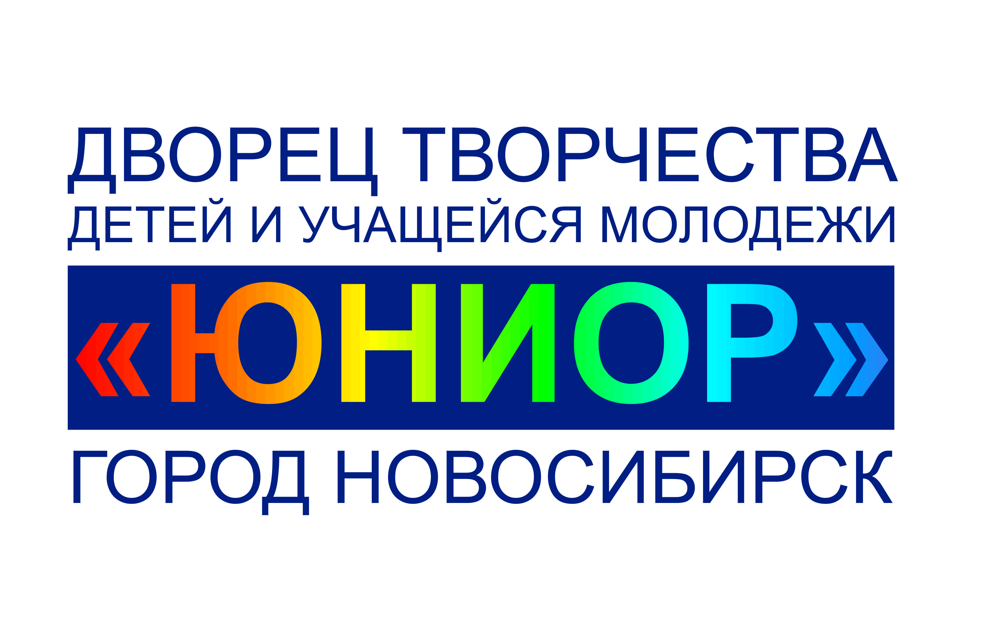 ДВОРЕЦ ТВОРЧЕСТВА
ДЕТЕЙ И УЧАЩЕЙСЯ МОЛОДЕЖИ
«ЮНИОР»
ГОРОД НОВОСИБИРСК